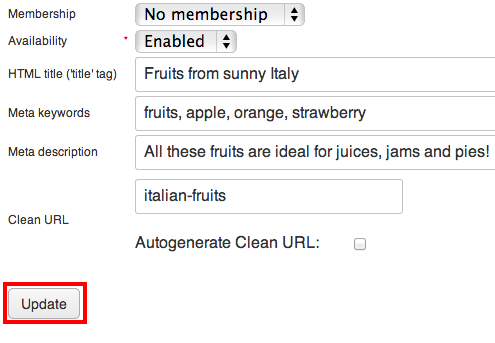 Membership No membership
Availability * Enabled
HTML title ('title' tag) Fruits from sunny Italy
Meta keywords fruits, apple, orange, strawberry
Meta description All these fruits are ideal for juices, jams and pies!
italian-fruits
Clean URL
Autogenerate Clean URL:
Update